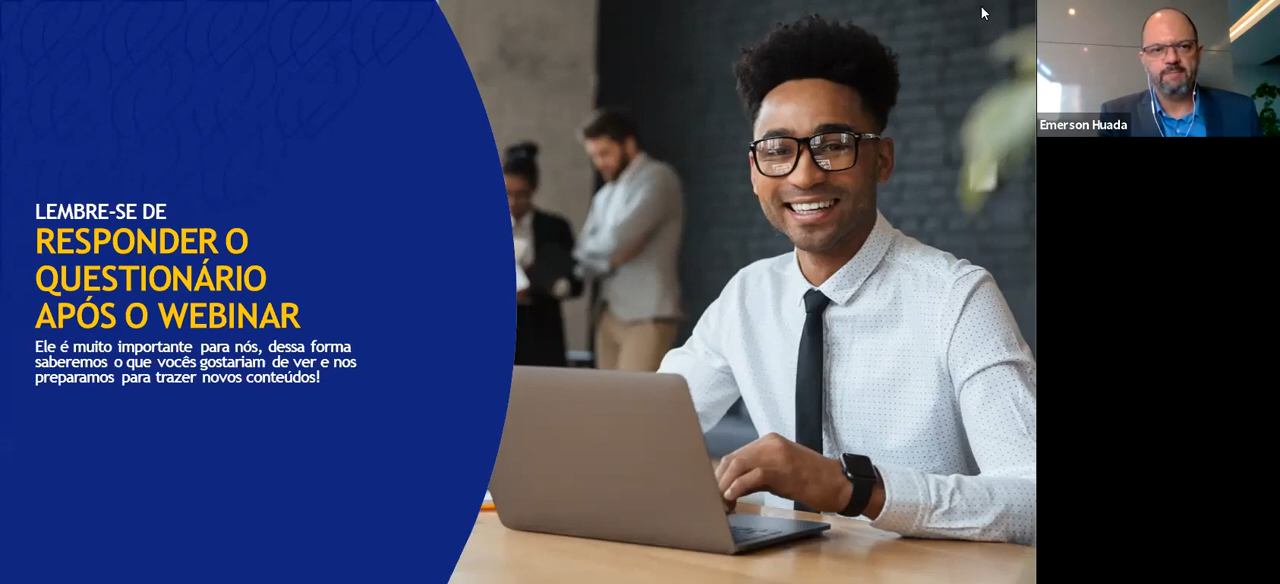 LEMBRE-SE DE
RESPONDER O
QUESTIONÁRIO
APÓS O WEBINAR
Ele é muito importante para nós, dessa forma
saberemos o que vocês gostariam de ver e nos
preparamos para trazer novos conteúdos!
Emerson Huada